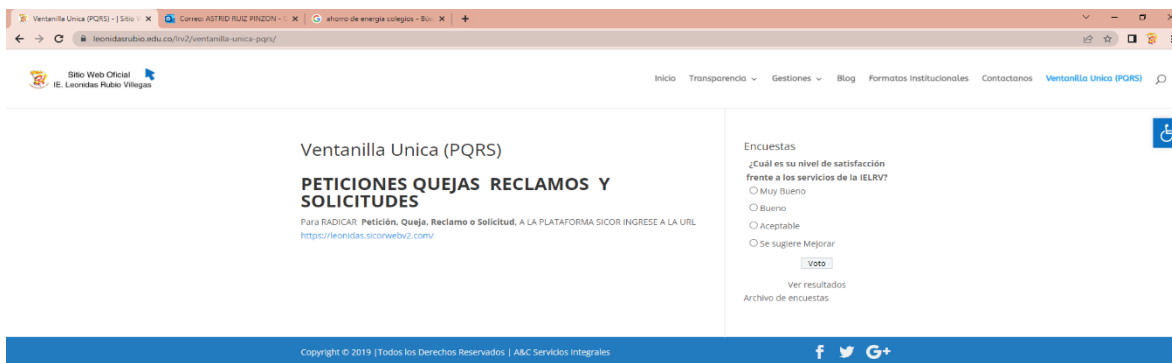 Ventanilla Unica (PQRS) - | Sitio
Correo: ASTRID RUIZ PINZON -
ahorro de energia colegios - Bús
leonidasrubio.edu.co/lrv2/ventanilla-unica-pqrs/
Sitio Web Oficial
IE. Leonidas Rubio Villegas
Inicio Transparencia Gestiones Blog Formatos Institucionales Contactanos Ventanilla Unica (PQRS)
Ventanilla Unica (PQRS)
PETICIONES QUEJAS RECLAMOS Y
SOLICITUDES
Para RADICAR Petición, Queja, Reclamo o Solicitud, A LA PLATAFORMA SICOR INGRESE A LA URL
https://leonidas.sicorwebv2.com/
Encuestas
¿Cuál es su nivel de satisfacción
frente a los servicios de la IELRV?
Muy Bueno
Bueno
Aceptable
Se sugiere Mejorar
Voto
Ver resultados
Archivo de encuestas
Copyright © 2019 |Todos los Derechos Reservados | A&C Servicios Integrales
f G+